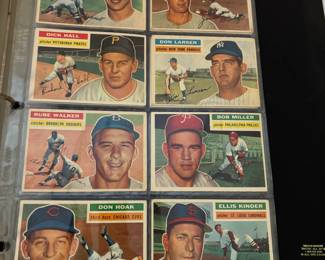 DICK HALL
pitcher PITTSBURGH PIRATES
DON LARSEN
pitcher NEW YORK YANKEES
RUBE WALKER
catcher BROOKLYN DODGERS
BOB MILLER
pitcher PHILADELPHIA PHILLIES
DON HOAK
third base CHICAGO CUBS
ELLIS KINDER
pitcher ST. LOUIS CARDINALS